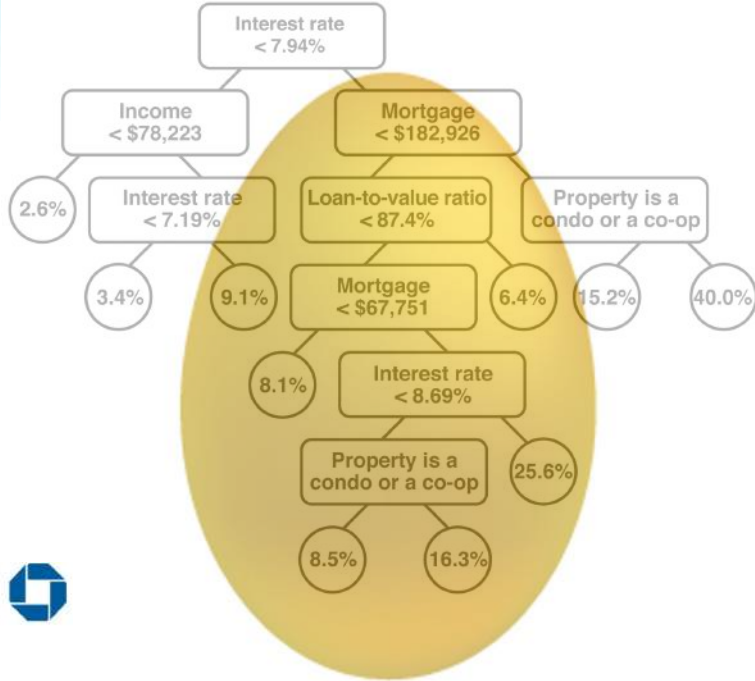 Interest rate
< 7.94%
Income
< $78,223
Mortgage
< $182,926
2.6%
Interest rate
< 7.19%
Loan-to-value ratio
< 87.4%
Property is a
condo or a co-op
3.4%
9.1%
Mortgage
< $67,751
6.4%
15.2%
40.0%
8.1%
Interest rate
< 8.69%
Property is a
condo or a co-op
25.6%
8.5%
16.3%